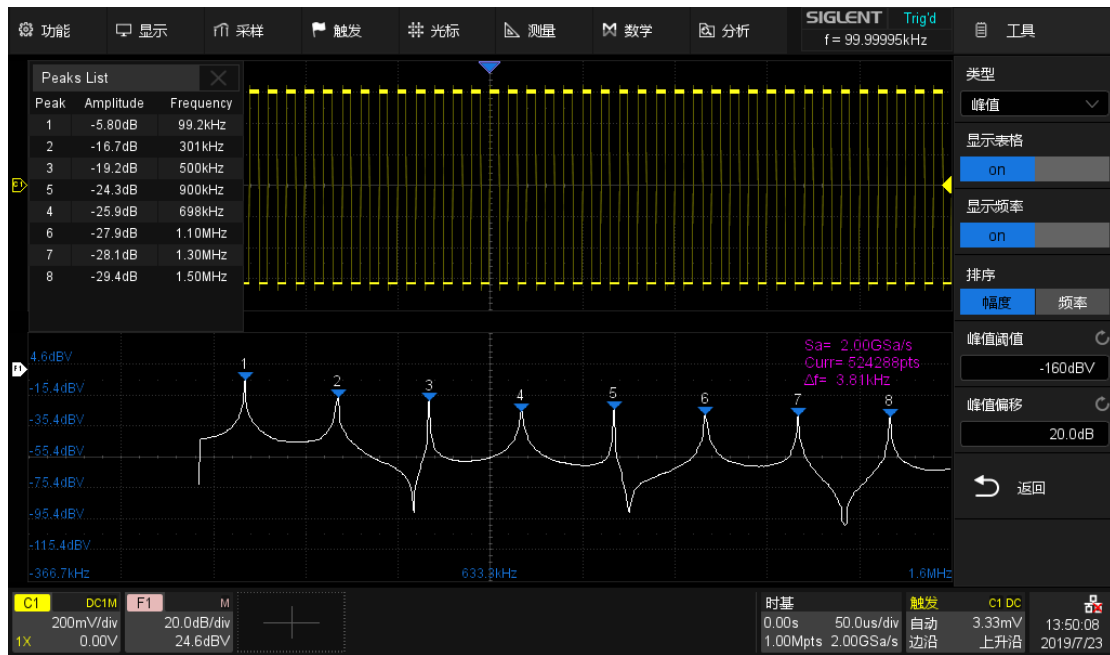 功能 显示 采样 触发 光标 测量 数学 分析 SIGLENT Trig'd
f = 99.99995kHz
工具
Peaks List
Peak Amplitude Frequency
1 -5.80dB 99.2kHz
2 -16.7dB 301kHz
3 -19.2dB 500kHz
5 -24.3dB 900kHz
4 -25.9dB 698kHz
6 -27.9dB 1.10MHz
7 -28.1dB 1.30MHz
8 -29.4dB 1.50MHz
C1
类型
峰值
显示表格
on
显示频率
on
排序
幅度 频率
峰值阈值
-160dBV
峰值偏移
20.0dB
返回
Sa= 2.00GSa/s
Curr= 524288pts
Δf= 3.81kHz
F1
4.6dBV
-15.4dBV
-35.4dBV
-55.4dBV
-75.4dBV
-95.4dBV
-115.4dBV
1 2 3 4 5 6 7 8
-366.7kHz 633.3kHz 1.6MHz
C1 DC1M
200mV/div
1X 0.00V
F1 M
20.0dB/div
24.6dBV
时基
0.00s 50.0us/div
1.00Mpts 2.00GSa/s
触发 C1 DC
自动 3.33mV
边沿 上升沿
13:50:08
2019/7/23